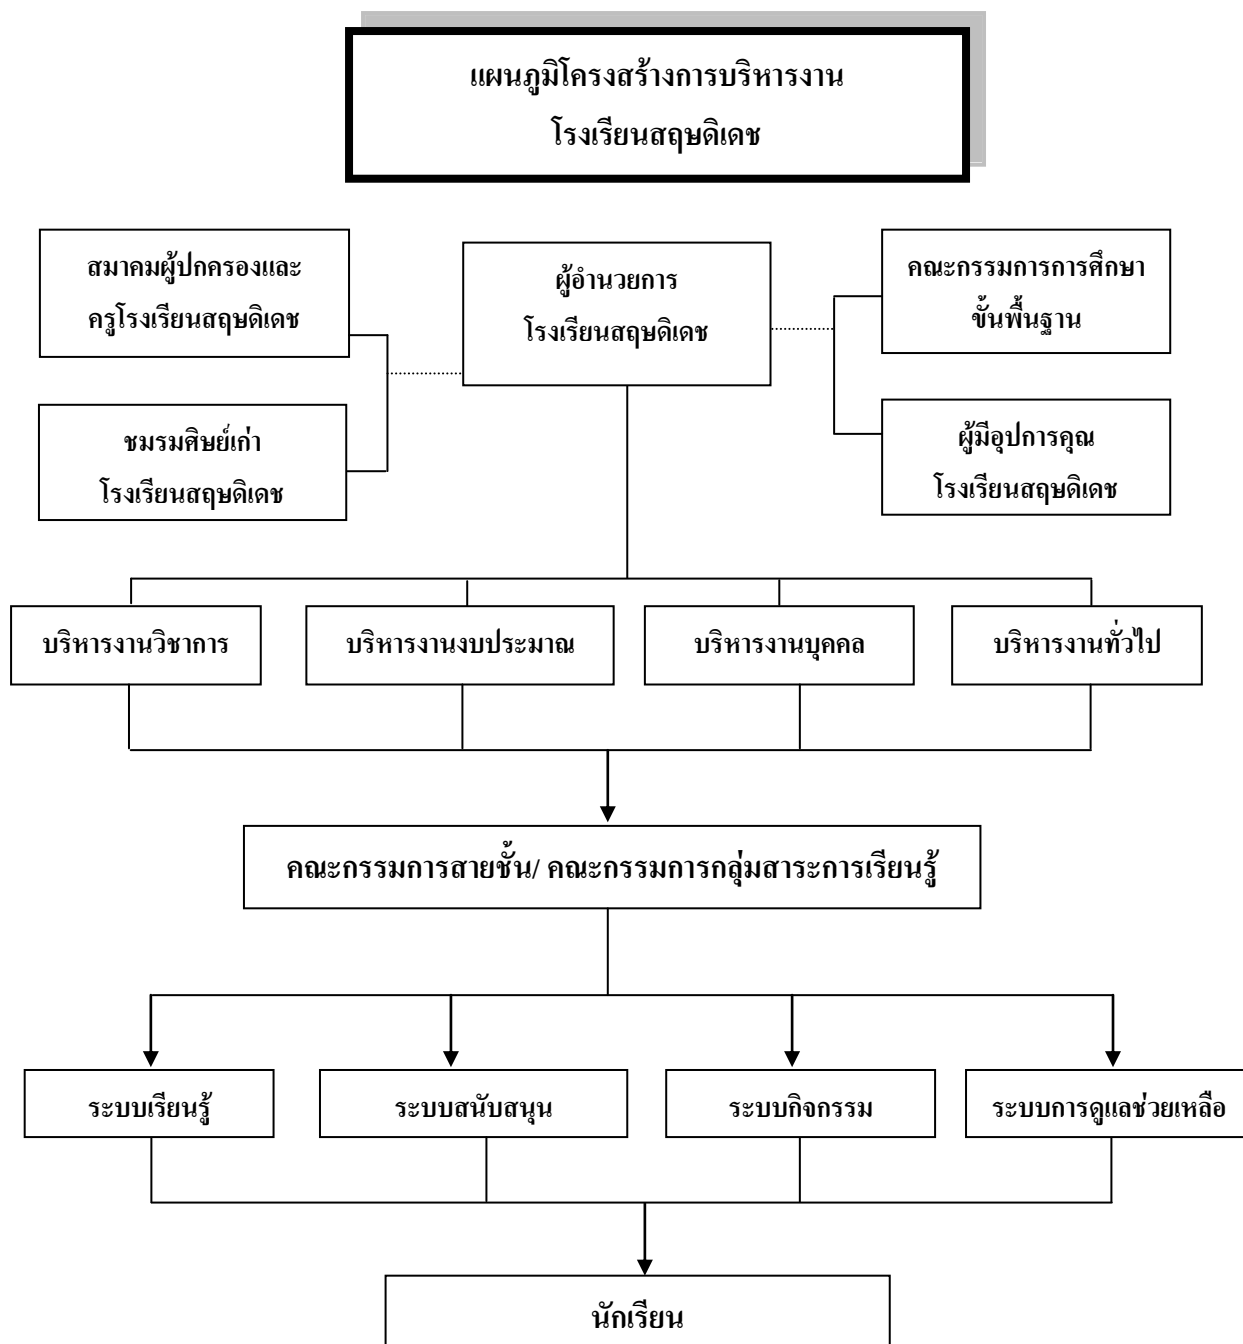 แผนภูมิโครงสร้างการบริหารงาน
โรงเรียนสฤษดิเดช
สมาคมผู้ปกครองและ
ครูโรงเรียนสฤษดิเดช
ผู้อำนวยการ
โรงเรียนสฤษดิเดช
คณะกรรมการการศึกษา
ขั้นพื้นฐาน
ชมรมศิษย์เก่า
โรงเรียนสฤษดิเดช
ผู้มีอุปการคุณ
โรงเรียนสฤษดิเดช
บริหารงานวิชาการ
บริหารงานงบประมาณ
บริหารงานบุคคล
บริหารงานทั่วไป
คณะกรรมการสายชั้น/ คณะกรรมการกลุ่มสาระการเรียนรู้
ระบบเรียนรู้
ระบบสนับสนุน
ระบบกิจกรรม
ระบบการดูแลช่วยเหลือ
นักเรียน